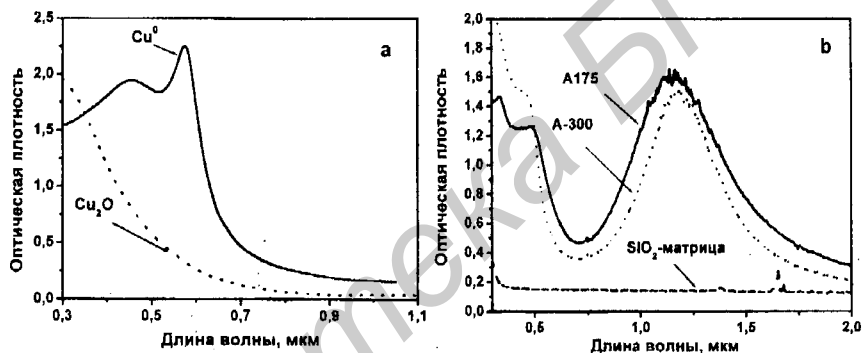 2,5
2,0
1,5
1,0
0,5
0,0
0,3
0,5
0,7
0,9
1,1
Оптическая плотность
Длина волны, мкм
Cu⁰
Cu₂O
a
2,0
1,8
1,6
1,4
1,2
1,0
0,8
0,6
0,4
0,2
0,0
0,5
1,0
1,5
2,0
Оптическая плотность
Длина волны, мкм
A175
A-300
SIO₂-матрица
b
тека БГ